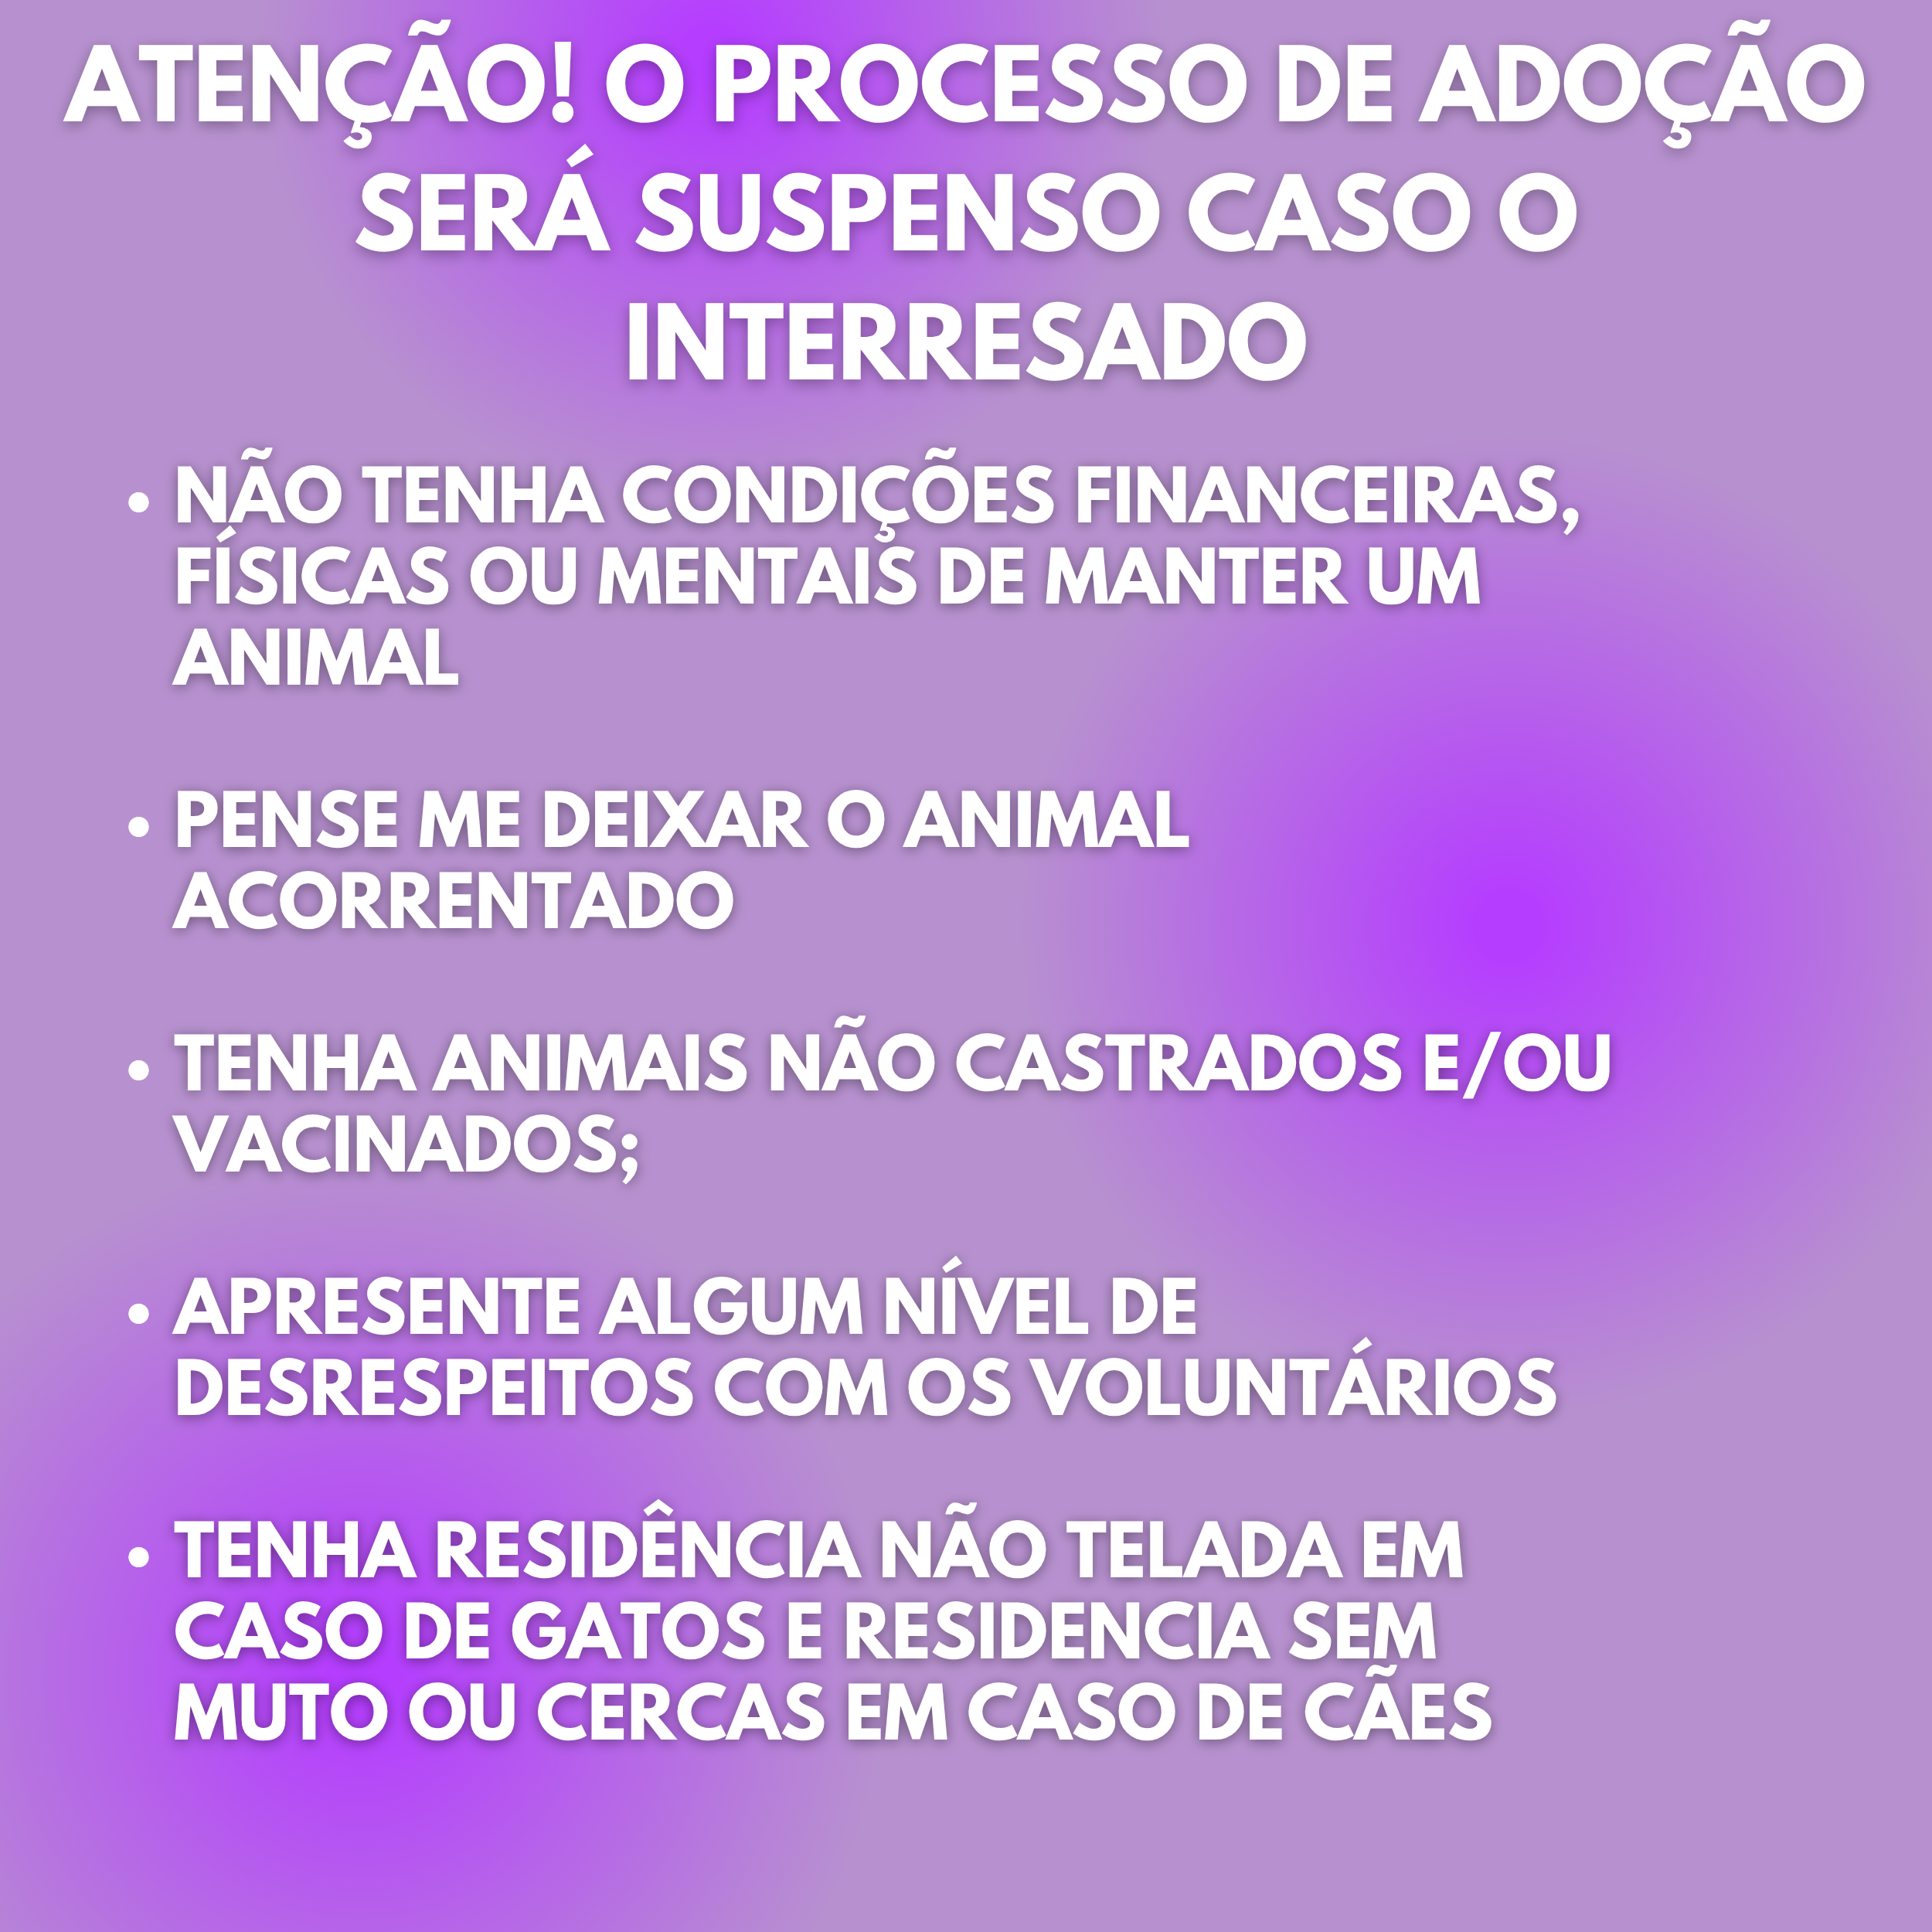 ATENÇÃO! O PROCESSO DE ADOÇÃO
SERÁ SUSPENSO CASO O
INTERRESADO
• NÃO TENHA CONDIÇÕES FINANCEIRAS,
FÍSICAS OU MENTAIS DE MANTER UM
ANIMAL
• PENSE ME DEIXAR O ANIMAL
ACORRENTADO
• TENHA ANIMAIS NÃO CASTRADOS E/OU
VACINADOS;
• APRESENTE ALGUM NÍVEL DE
DESRESPEITOS COM OS VOLUNTÁRIOS
• TENHA RESIDÊNCIA NÃO TELADA EM
CASO DE GATOS E RESIDENCIA SEM
MUTO OU CERCAS EM CASO DE CÃES